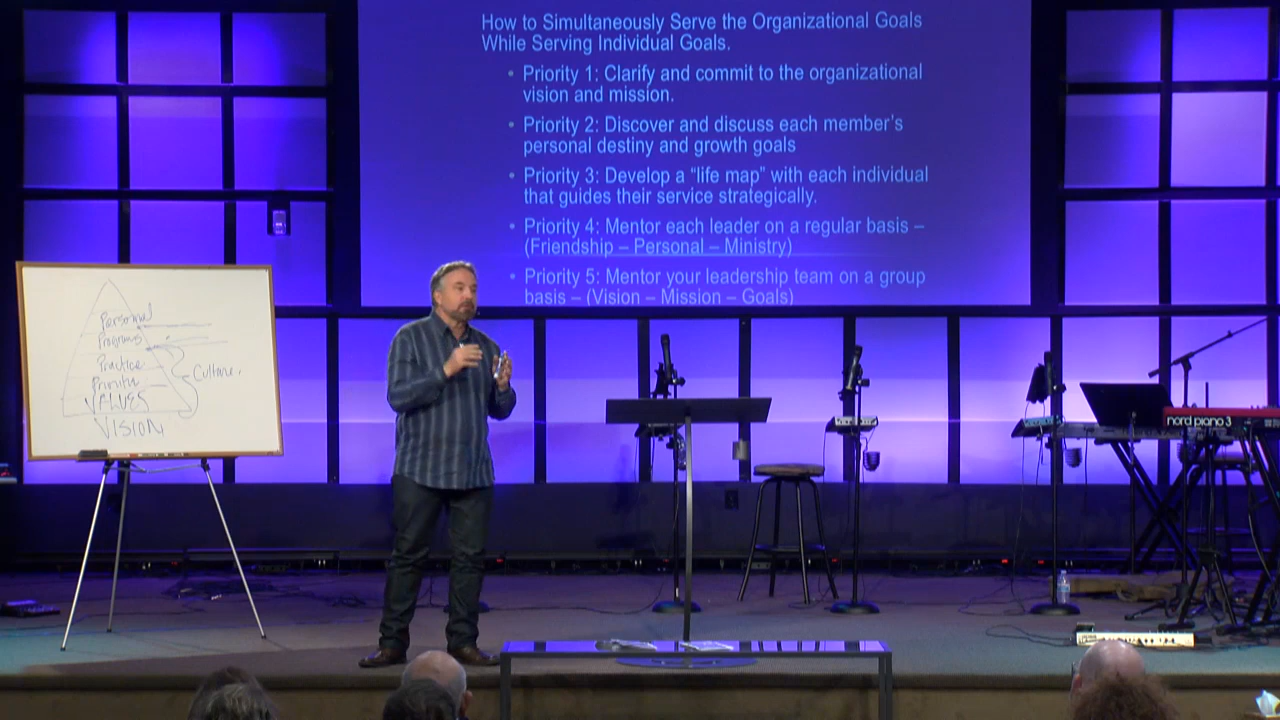 How to Simultaneously Serve the Organizational Goals
While Serving Individual Goals.
• Priority 1: Clarify and commit to the organizational
vision and mission.
• Priority 2: Discover and discuss each member's
personal destiny and growth goals
• Priority 3: Develop a “life map” with each individual
that guides their service strategically.
• Priority 4: Mentor each leader on a regular basis –
(Friendship – Personal – Ministry)
• Priority 5: Mentor your leadership team on a group
basis – (Vision – Mission – Goals)
Personal
Programs
Practice
Culture.
VALUES
VISION
nord piano 3